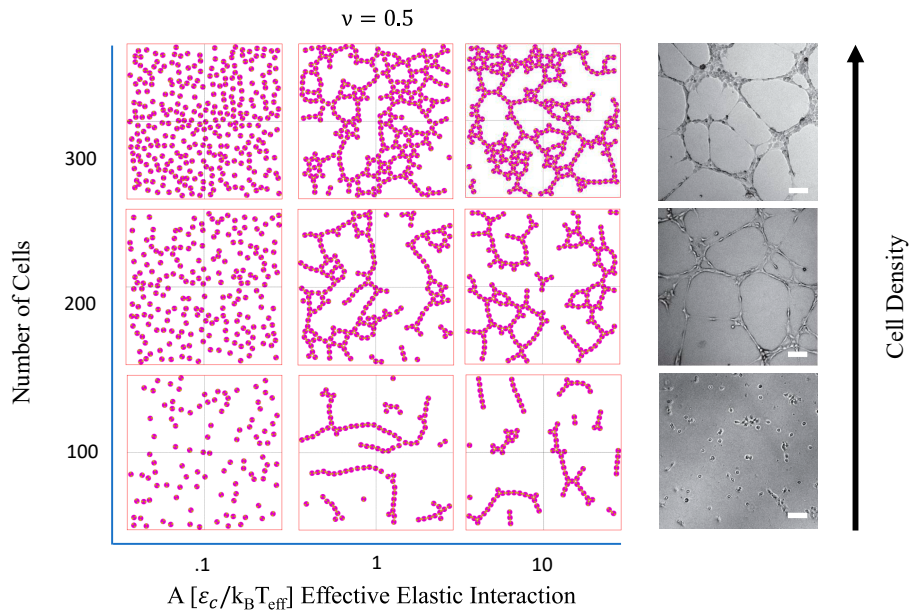 ν = 0.5
Number of Cells
300
200
100
.1
1
10
A [ε_c/k_BT_eff] Effective Elastic Interaction
Cell Density